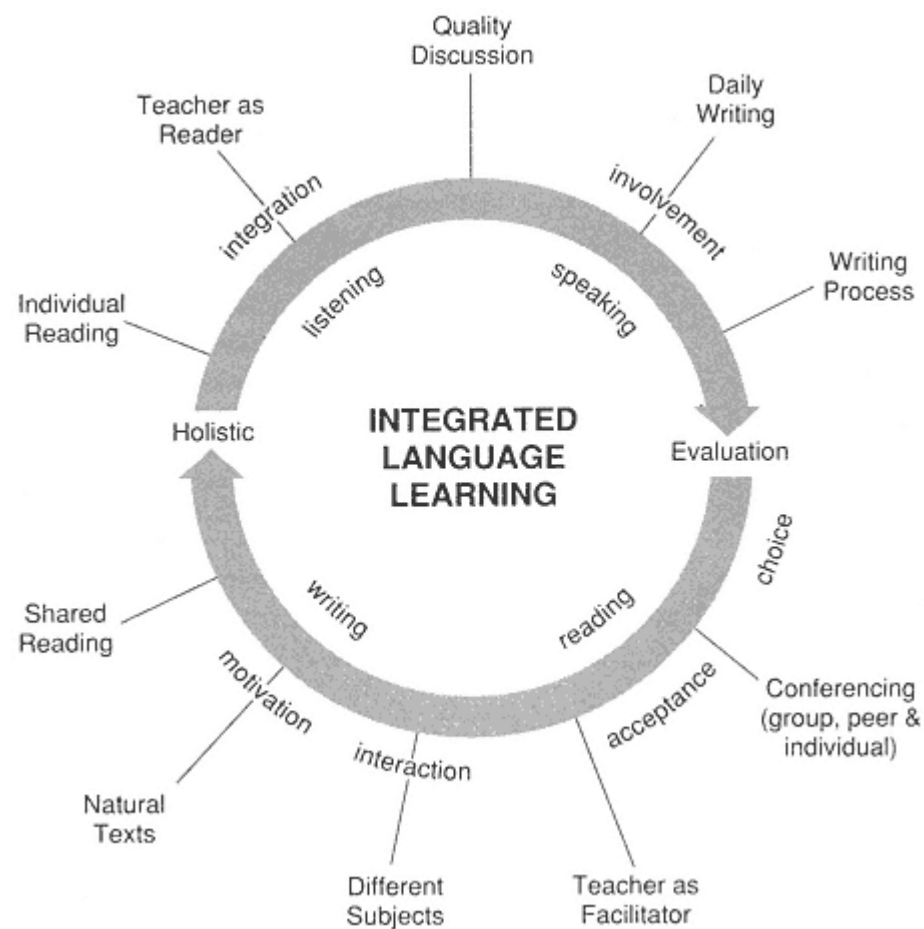 Quality
Discussion
Daily
Writing
Teacher as
Reader
integration
involvement
listening
speaking
Writing
Process
Individual
Reading
Holistic
INTEGRATED
LANGUAGE
LEARNING
Evaluation
choice
writing
reading
Shared
Reading
motivation
interaction
acceptance
Conferencing
(group, peer &
individual)
Natural
Texts
Different
Subjects
Teacher as
Facilitator